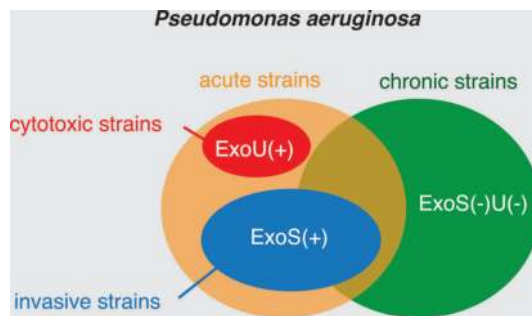 Pseudomonas aeruginosa
acute strains
chronic strains
cytotoxic strains
ExoU(+)
ExoS(-)U(-)
ExoS(+)
invasive strains